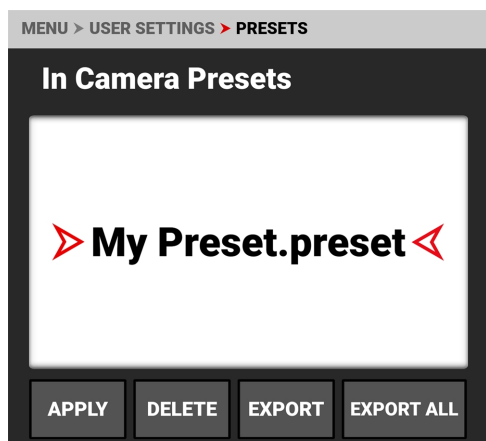 MENU > USER SETTINGS > PRESETS
In Camera Presets
My Preset.preset
APPLY DELETE EXPORT EXPORT ALL